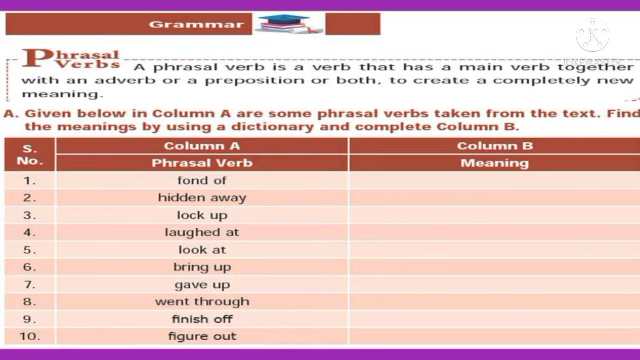 Grammar
Phrasal Verbs A phrasal verb is a verb that has a main verb together
with an adverb or a preposition or both, to create a completely new
meaning.
A. Given below in Column A are some phrasal verbs taken from the text. Find
the meanings by using a dictionary and complete Column B.
S. No. Column A Column B
Phrasal Verb Meaning
1. fond of
2. hidden away
3. lock up
4. laughed at
5. look at
6. bring up
7. gave up
8. went through
9. finish off
10. figure out